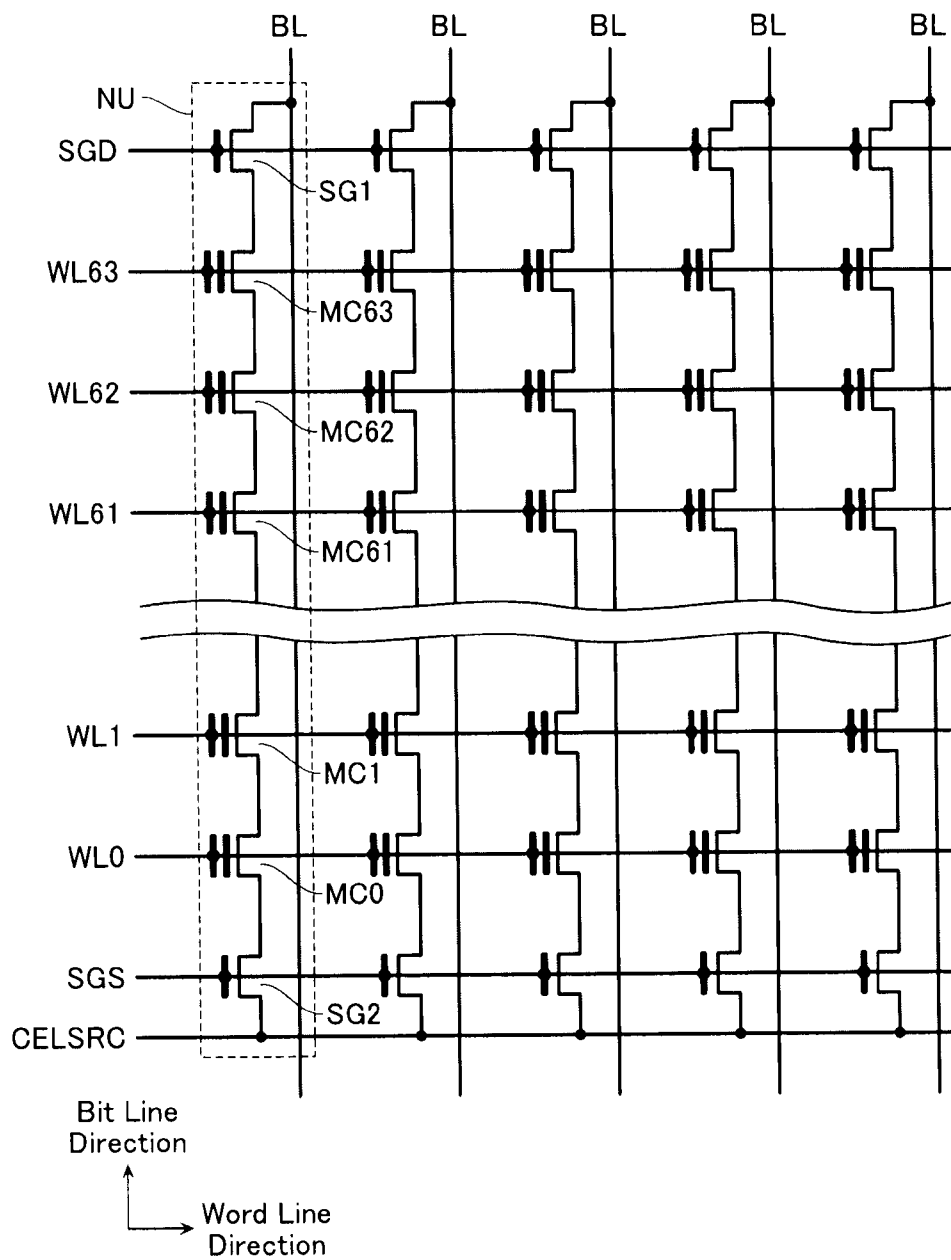 BL BL BL BL BL
NU
SGD
SG1
WL63
MC63
WL62
MC62
WL61
MC61
WL1
MC1
WL0
MC0
SGS
SG2
CELSRC
Bit Line
Direction
Word Line
Direction